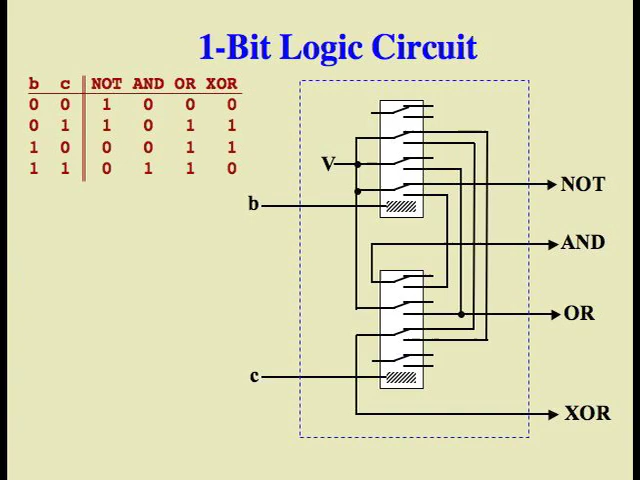 1-Bit Logic Circuit
b c NOT AND OR XOR
0 0 1 0 0 0
0 1 1 0 1 1
1 0 0 0 1 1
1 1 0 1 1 0
V
NOT
b
AND
OR
c
XOR